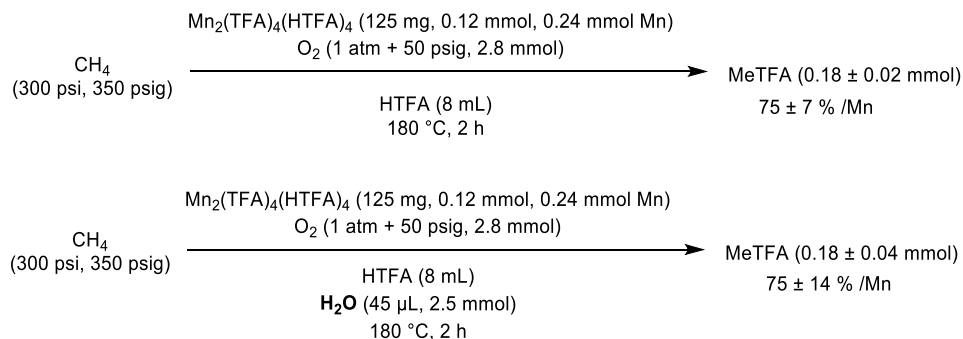 Mn₂(TFA)₄(HTFA)₄ (125 mg, 0.12 mmol, 0.24 mmol Mn)
O₂ (1 atm + 50 psig, 2.8 mmol)
CH₄
(300 psi, 350 psig)
HTFA (8 mL)
180 °C, 2 h
MeTFA (0.18 ± 0.02 mmol)
75 ± 7 % /Mn
Mn₂(TFA)₄(HTFA)₄ (125 mg, 0.12 mmol, 0.24 mmol Mn)
O₂ (1 atm + 50 psig, 2.8 mmol)
CH₄
(300 psi, 350 psig)
HTFA (8 mL)
H₂O (45 µL, 2.5 mmol)
180 °C, 2 h
MeTFA (0.18 ± 0.04 mmol)
75 ± 14 % /Mn